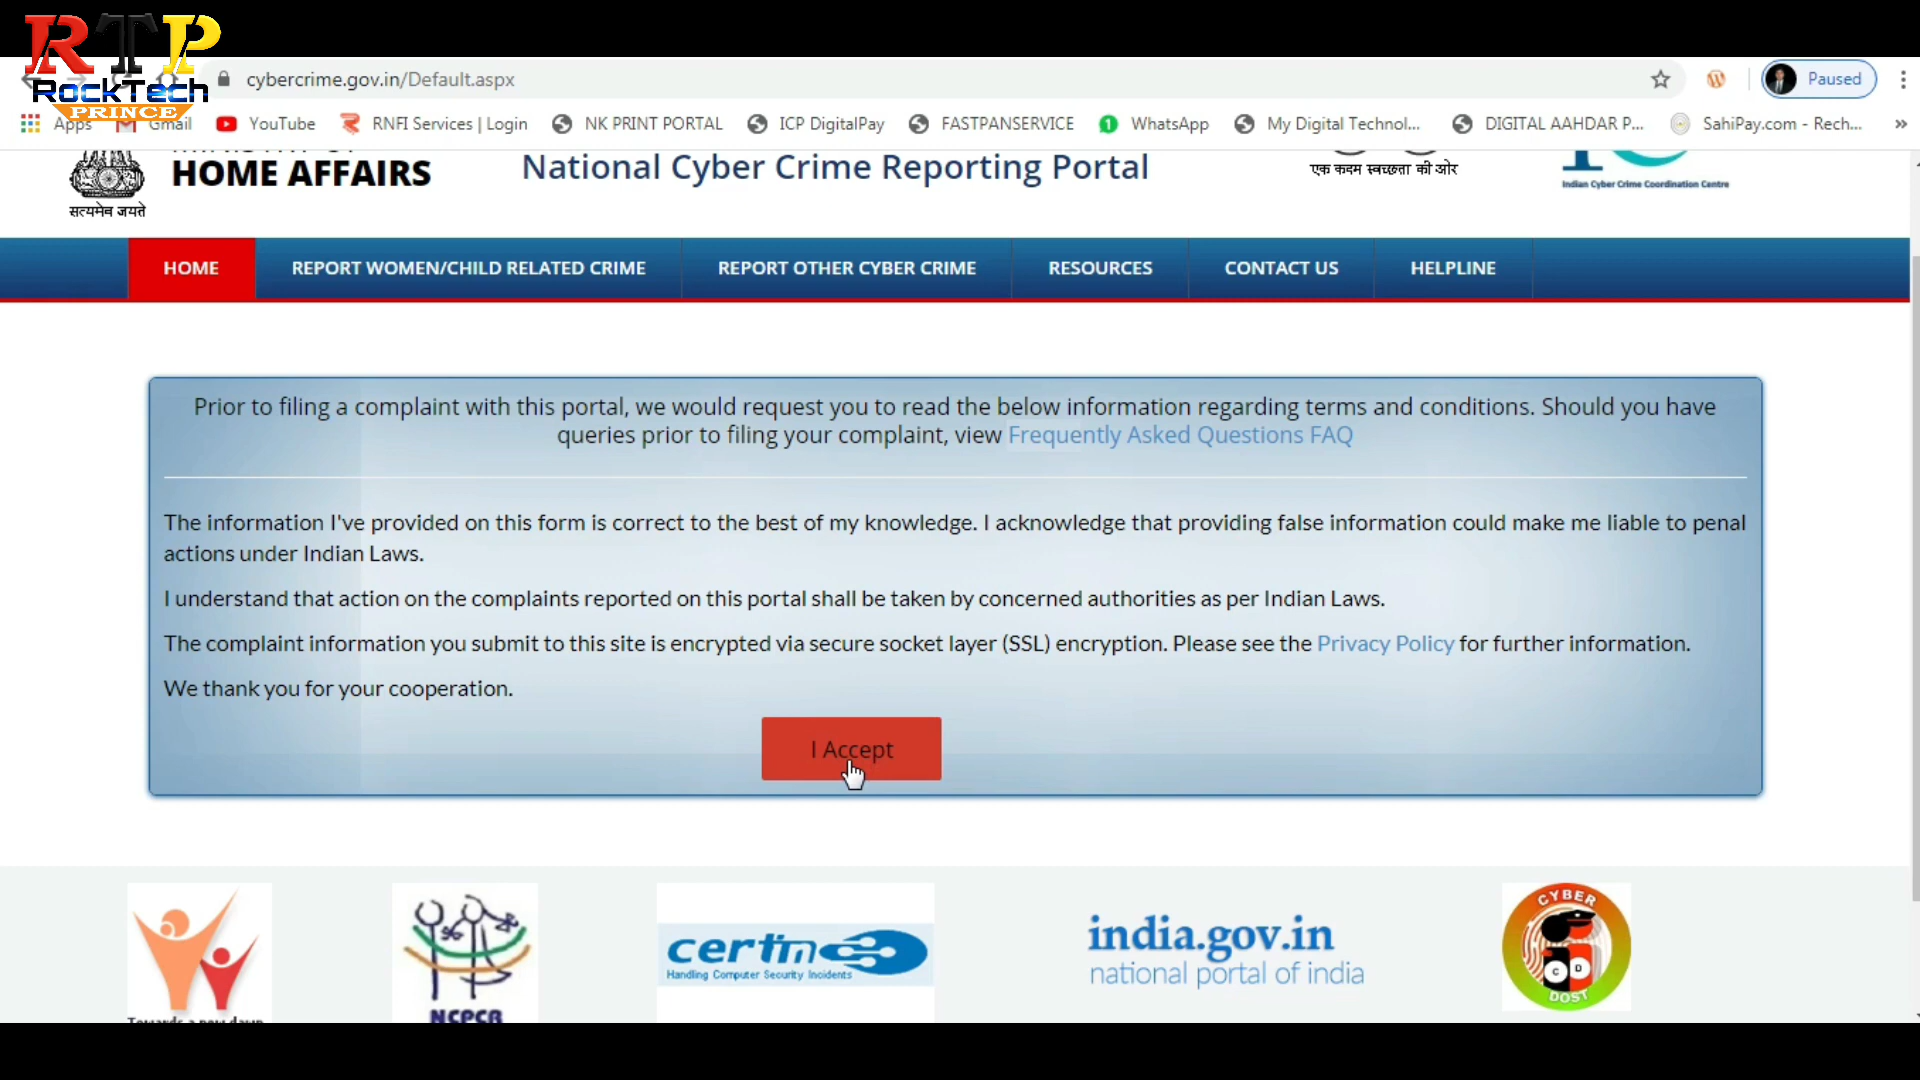 RTP
RockTech
PRINCE
cybercrime.gov.in/Default.aspx
Paused
Apps
Gmail
YouTube
RNFI Services | Login
NK PRINT PORTAL
ICP DigitalPay
FASTPANSERVICE
1
WhatsApp
My Digital Technol...
DIGITAL AAHDAR P...
SahiPay.com - Rech...
»
HOME AFFAIRS
सत्यमेव जयते
National Cyber Crime Reporting Portal
एक कदम स्वच्छता की ओर
Indian Cyber Crime Coordination Centre
HOME
REPORT WOMEN/CHILD RELATED CRIME
REPORT OTHER CYBER CRIME
RESOURCES
CONTACT US
HELPLINE
Prior to filing a complaint with this portal, we would request you to read the below information regarding terms and conditions. Should you have
queries prior to filing your complaint, view Frequently Asked Questions FAQ
The information I've provided on this form is correct to the best of my knowledge. I acknowledge that providing false information could make me liable to penal
actions under Indian Laws.
I understand that action on the complaints reported on this portal shall be taken by concerned authorities as per Indian Laws.
The complaint information you submit to this site is encrypted via secure socket layer (SSL) encryption. Please see the Privacy Policy for further information.
We thank you for your cooperation.
I Accept
Towards a new dawn
NCPCR
certin
Handling Computer Security Incidents
india.gov.in
national portal of india
CYBER
C D
DOST